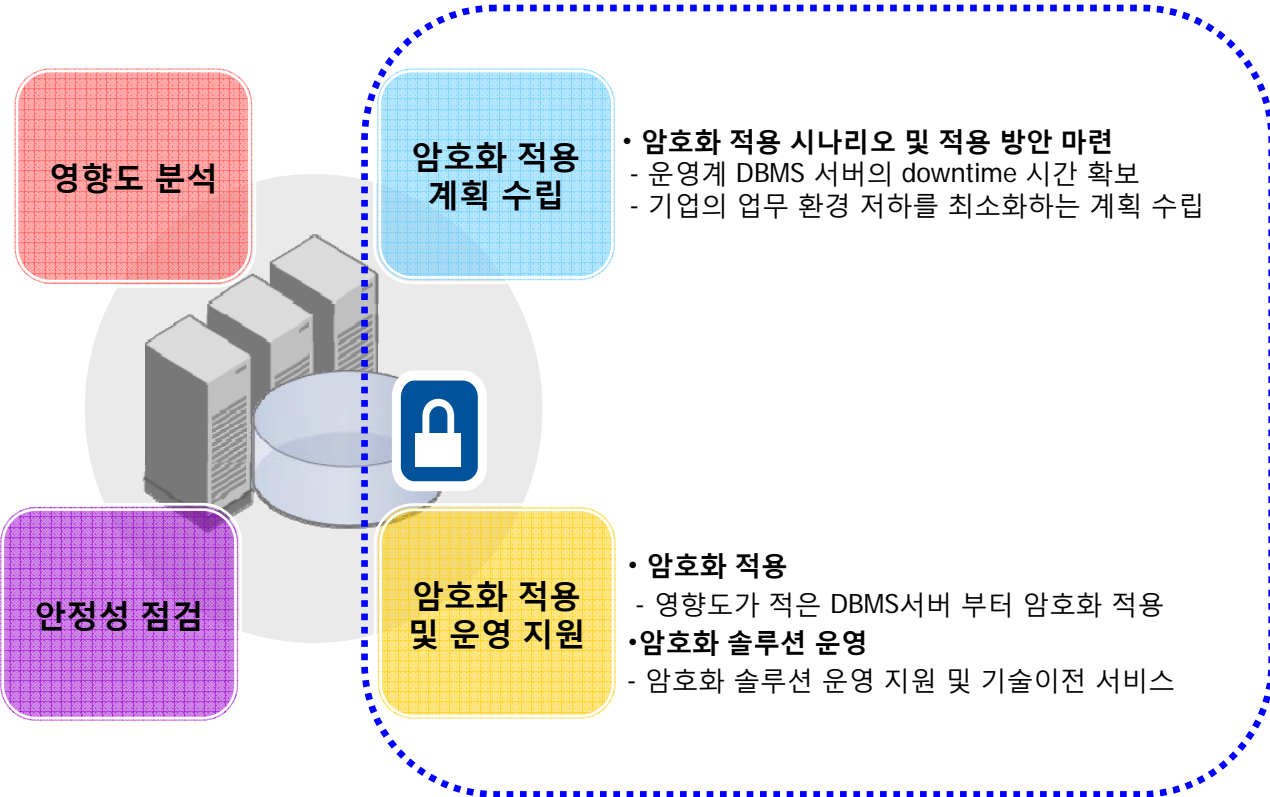 영향도 분석
암호화 적용
계획 수립
• 암호화 적용 시나리오 및 적용 방안 마련
- 운영계 DBMS 서버의 downtime 시간 확보
- 기업의 업무 환경 저하를 최소화하는 계획 수립
안정성 점검
암호화 적용
및 운영 지원
• 암호화 적용
- 영향도가 적은 DBMS서버 부터 암호화 적용
•암호화 솔루션 운영
- 암호화 솔루션 운영 지원 및 기술이전 서비스